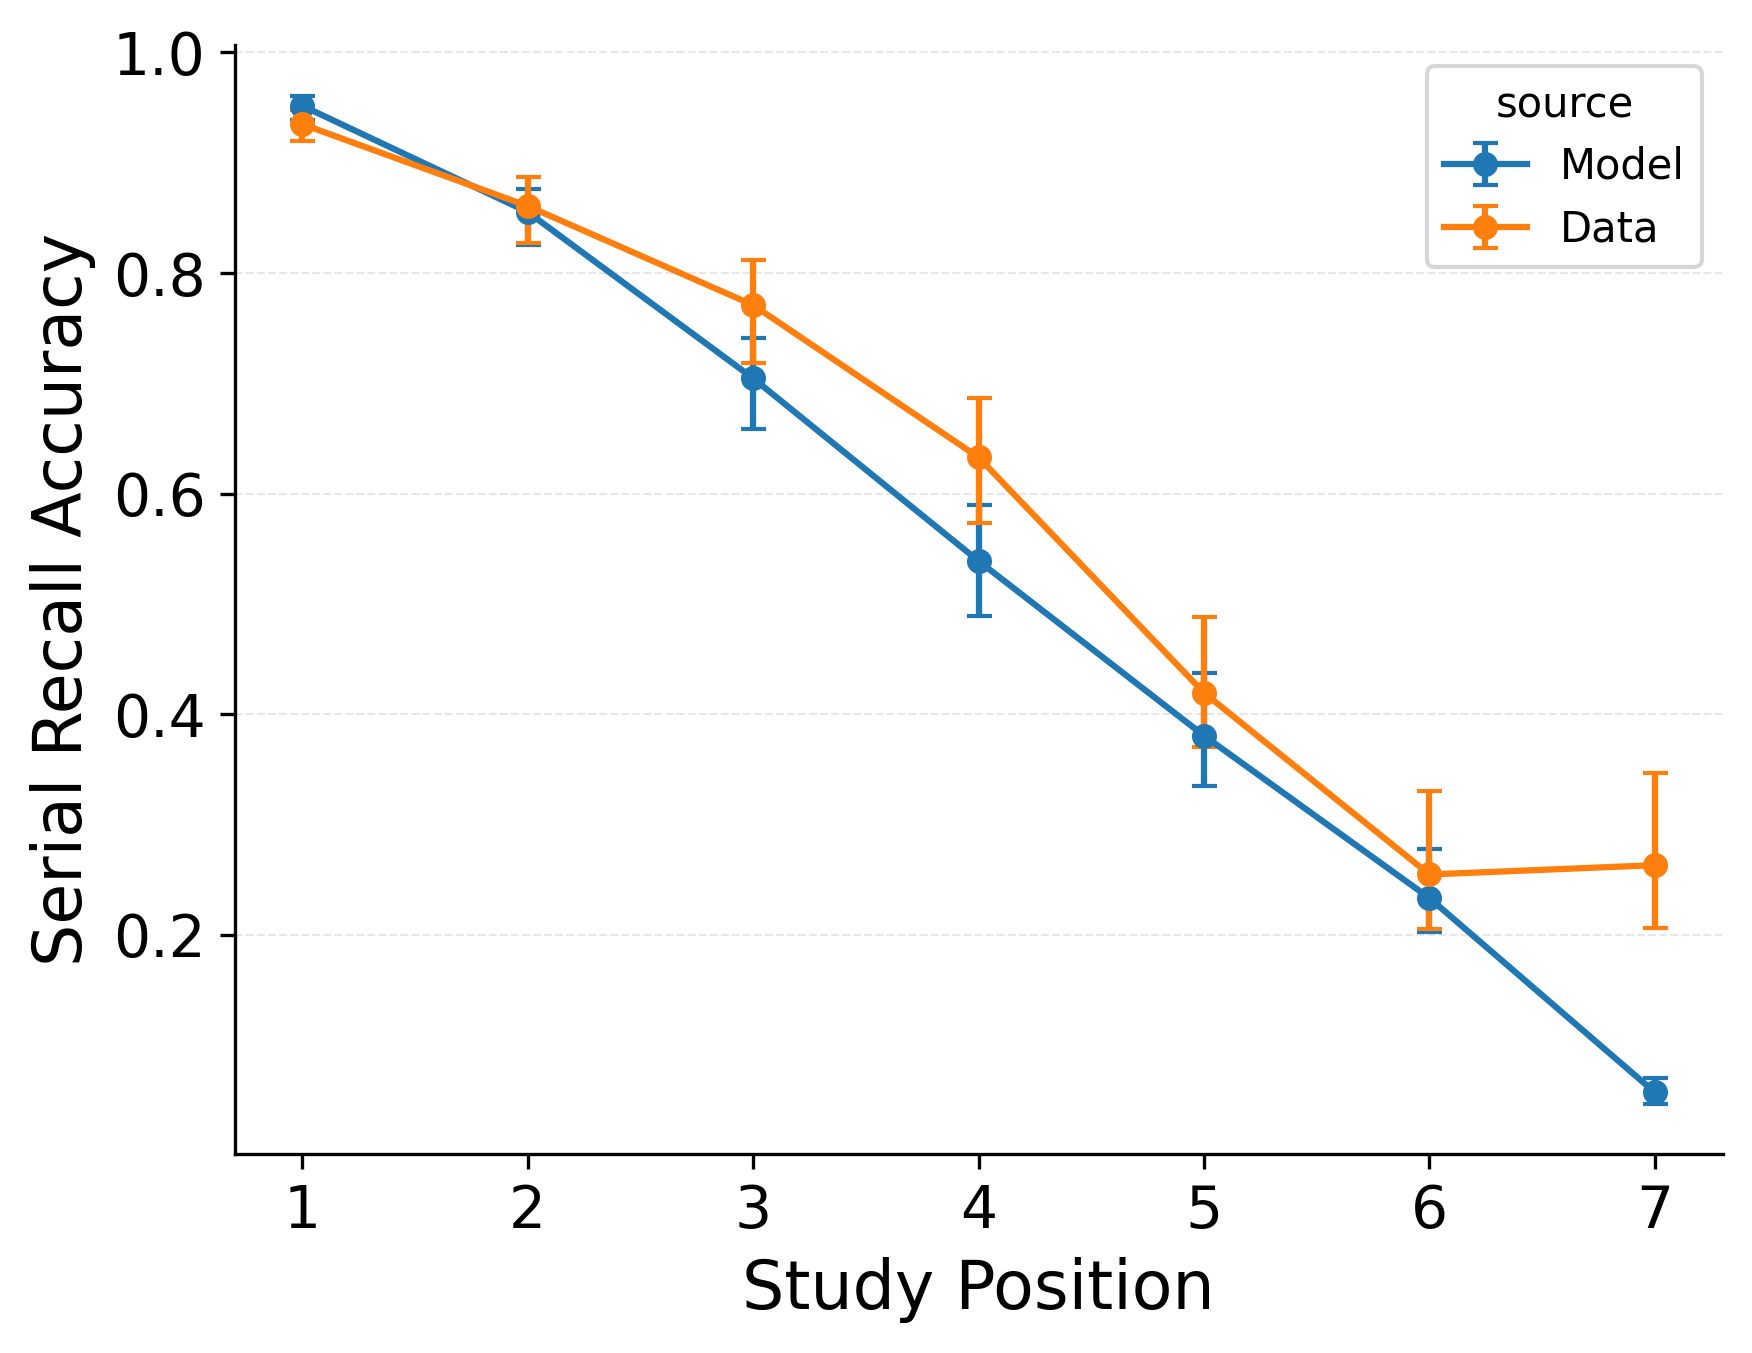 1.0
0.8
0.6
0.4
0.2
Serial Recall Accuracy
source
Model
Data
1 2 3 4 5 6 7
Study Position